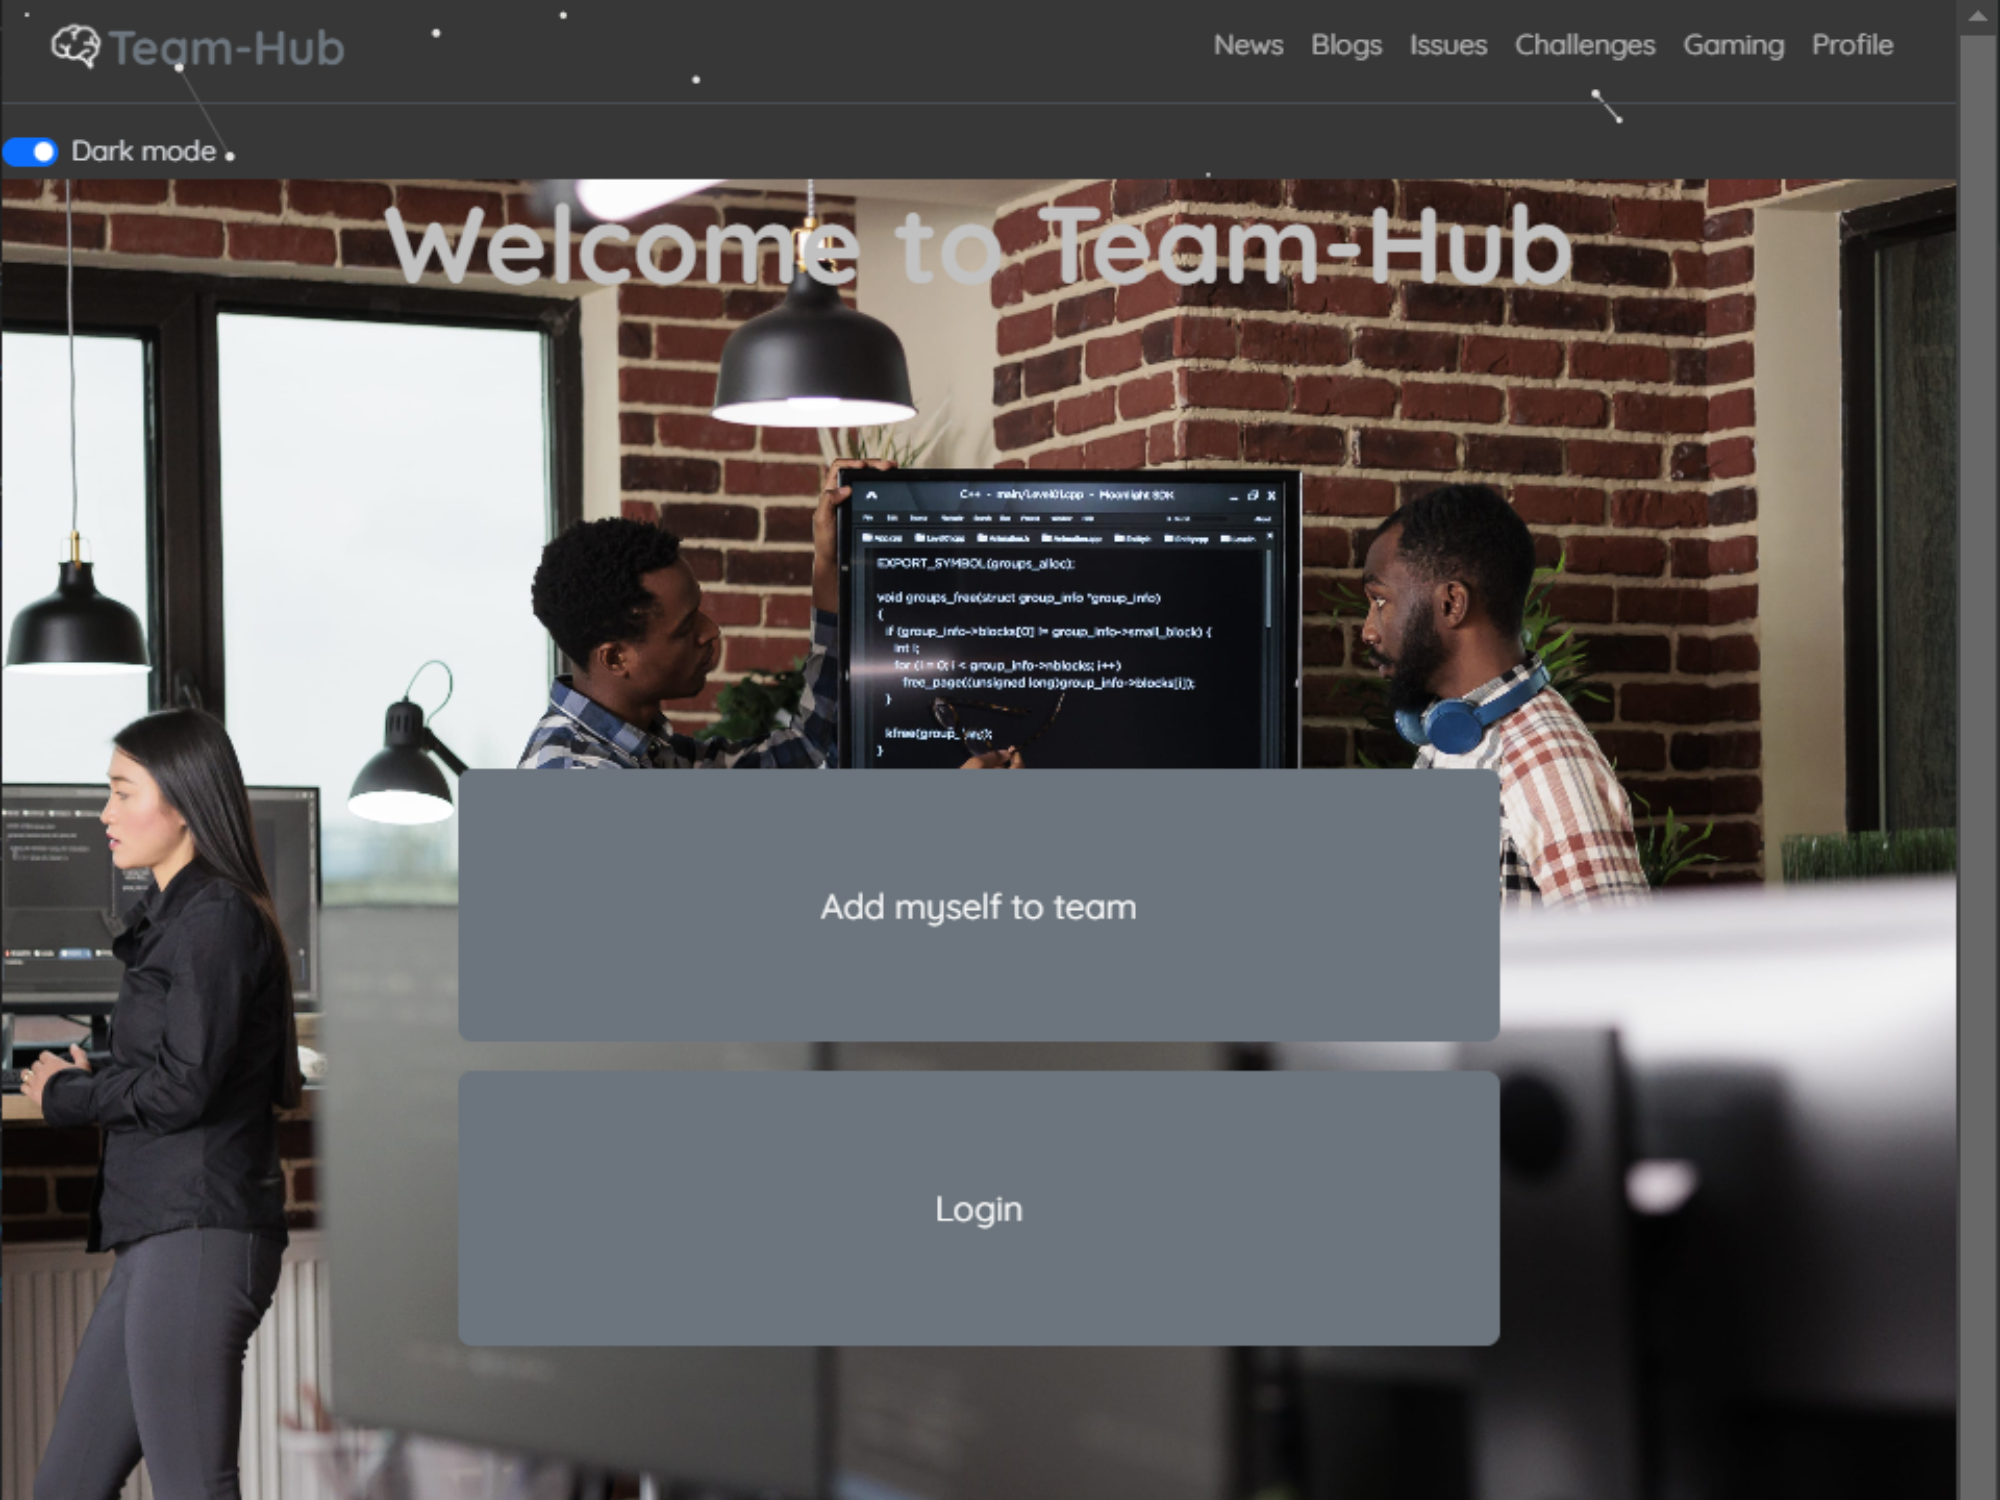 Team-Hub
News Blogs Issues Challenges Gaming Profile
Dark mode
Welcome to Team-Hub
C++ - main/Level01.cpp - Moonlight SDK
EXPORT_SYMBOL(groups_alloc);
void groups_free(struct group_info *group_info)
{
if (group_info->blocks[0] != group_info->small_block) {
int i;
for (i = 0; i < group_info->nblocks; i++)
free_page((unsigned long)group_info->blocks[i]);
}
kfree(group_
}
Add myself to team
Login